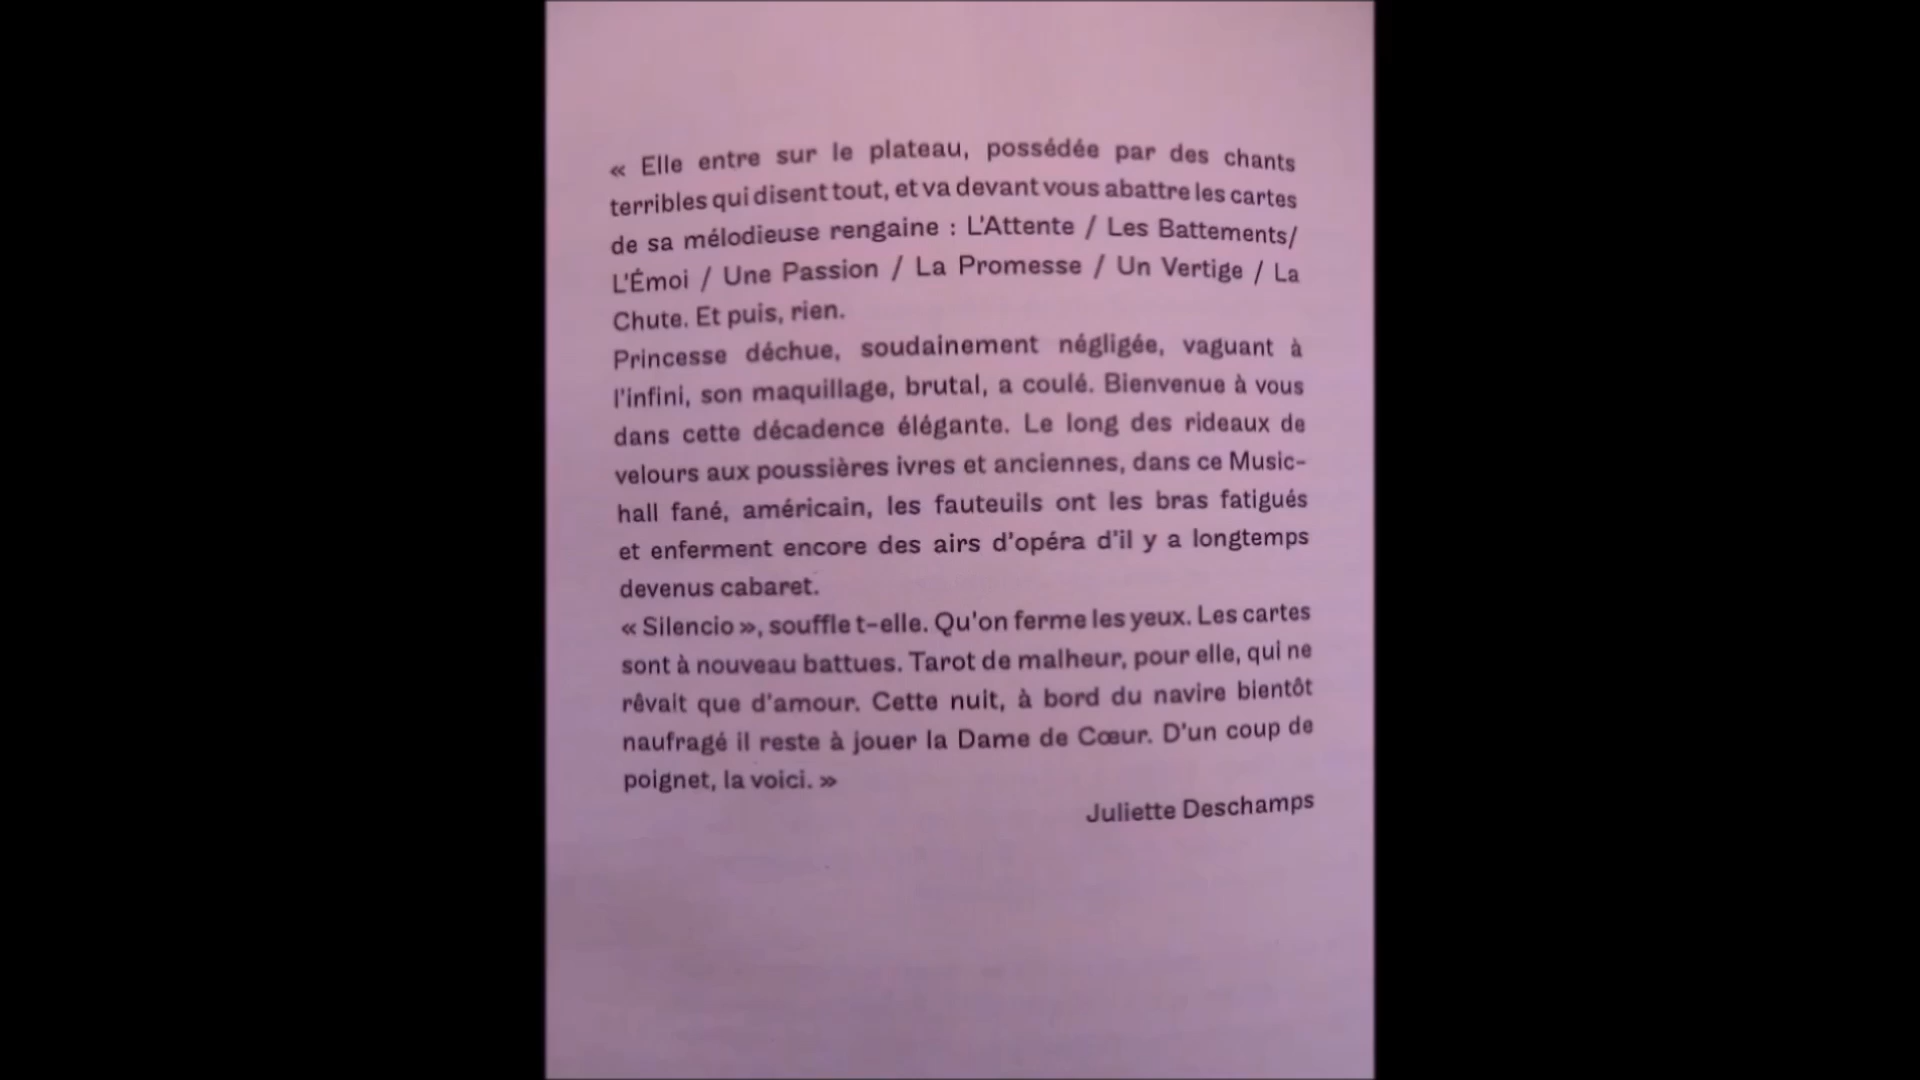 « Elle entre sur le plateau, possédée par des chants
terribles qui disent tout, et va devant vous abattre les cartes
de sa mélodieuse rengaine : L'Attente / Les Battements/
L'Émoi / Une Passion / La Promesse / Un Vertige / La
Chute. Et puis, rien.
Princesse déchue, soudainement négligée, vaguant à
l'infini, son maquillage, brutal, a coulé. Bienvenue à vous
dans cette décadence élégante. Le long des rideaux de
velours aux poussières ivres et anciennes, dans ce Music-
hall fané, américain, les fauteuils ont les bras fatigués
et enferment encore des airs d'opéra d'il y a longtemps
devenus cabaret.
« Silencio », souffle t-elle. Qu'on ferme les yeux. Les cartes
sont à nouveau battues. Tarot de malheur, pour elle, qui ne
rêvait que d'amour. Cette nuit, à bord du navire bientôt
naufragé il reste à jouer la Dame de Cœur. D'un coup de
poignet, la voici. »
Juliette Deschamps